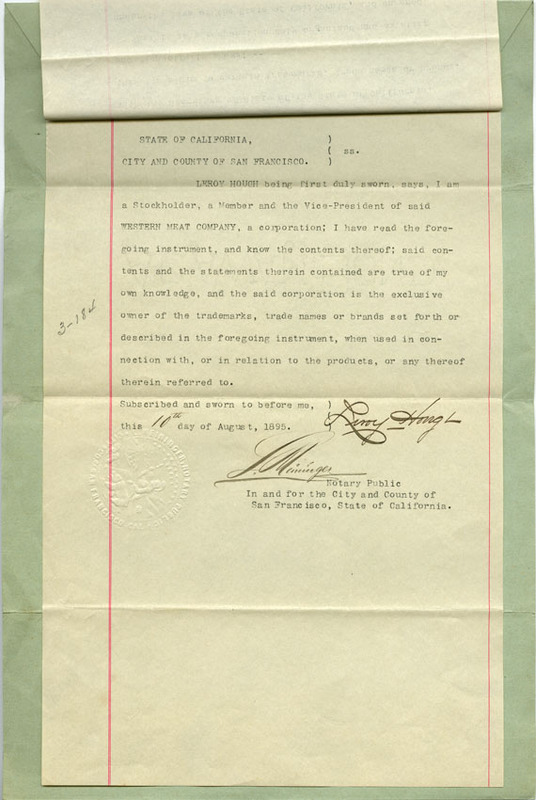 STATE OF CALIFORNIA, )
( ss.
CITY AND COUNTY OF SAN FRANCISCO. )
LEROY HOUGH being first duly sworn, says, I am
a Stockholder, a Member and the Vice-President of said
WESTERN MEAT COMPANY, a corporation; I have read the fore-
going instrument, and know the contents thereof; said con-
tents and the statements therein contained are true of my
own knowledge, and the said corporation is the exclusive
owner of the trademarks, trade names or brands set forth or
described in the foregoing instrument, when used in con-
nection with, or in relation to the products, or any thereof
therein referred to.
3-184
Subscribed and sworn to before me, )
this 10th day of August, 1895. ) Leroy Hough
Meininger
Notary Public
In and for the City and County of
San Francisco, State of California.